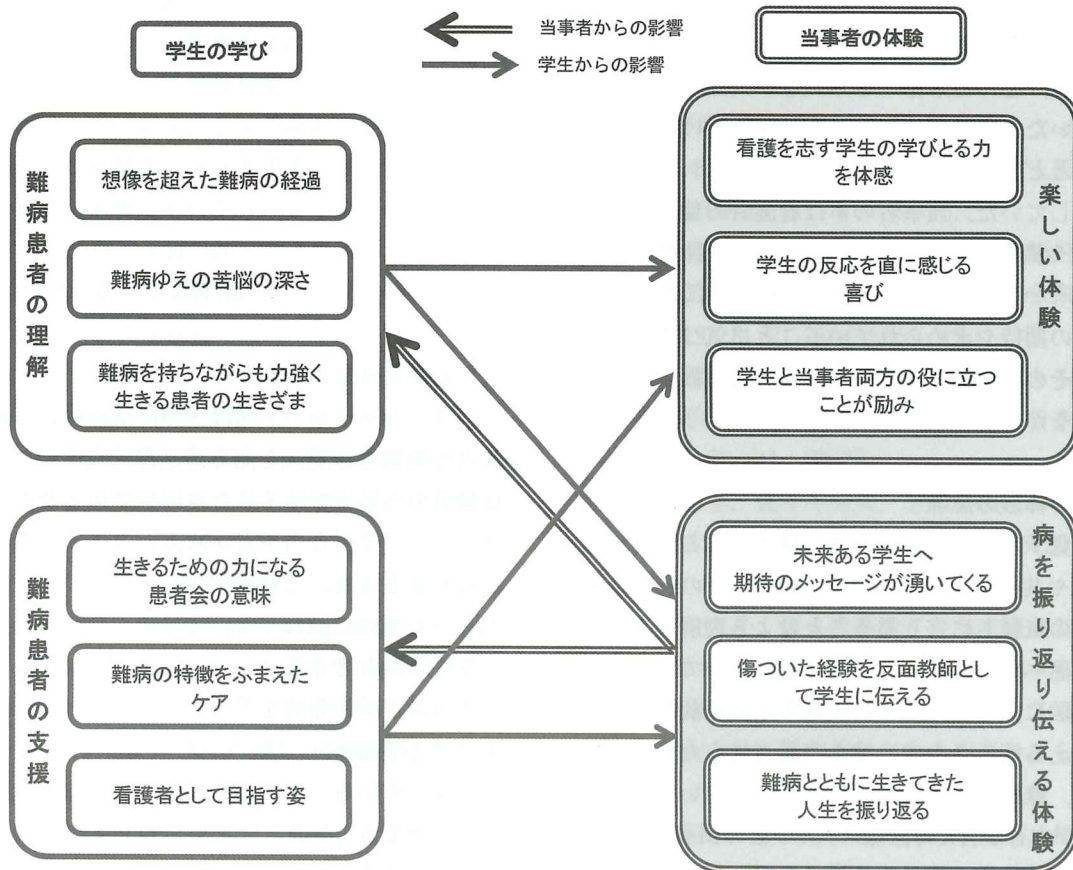 学生の学び
当事者からの影響
学生からの影響
当事者の体験
難病患者の理解
想像を超えた難病の経過
難病ゆえの苦悩の深さ
難病を持ちながらも力強く
生きる患者の生きざま
難病患者の支援
生きるための力になる
患者会の意味
難病の特徴をふまえた
ケア
看護者として目指す姿
楽しい体験
看護を志す学生の学びとる力
を体感
学生の反応を直に感じる
喜び
学生と当事者両方の役に立つ
ことが励み
病を振り返り伝える体験
未来ある学生へ
期待のメッセージが湧いてくる
傷ついた経験を反面教師とし
て学生に伝える
難病とともに生きてきた
人生を振り返る